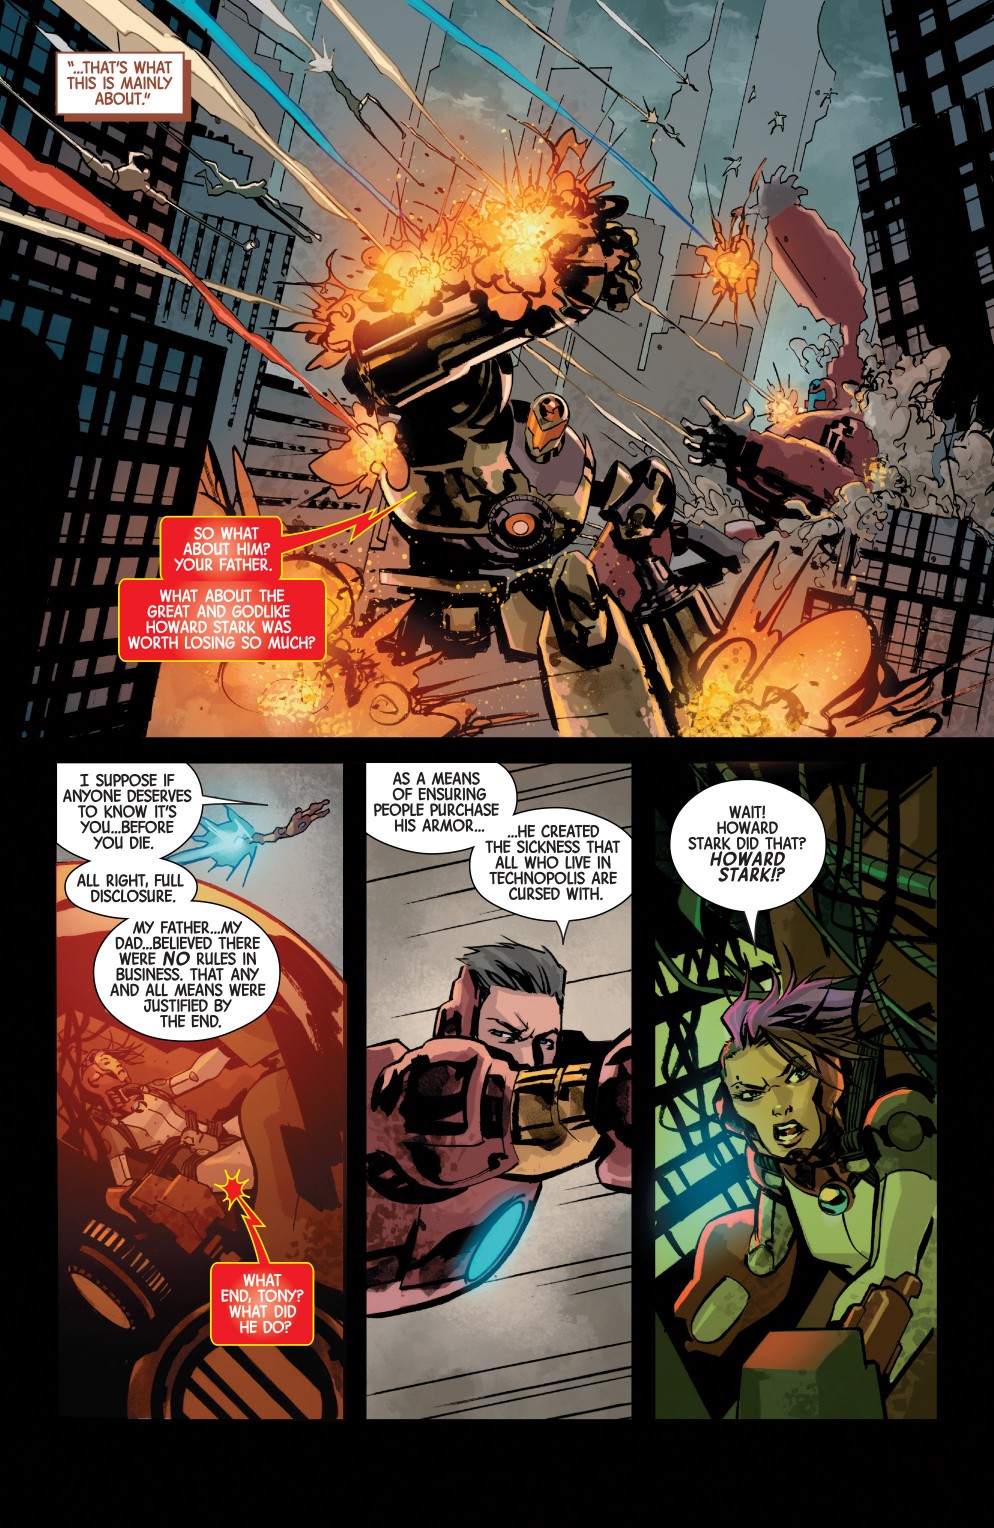 "...THAT'S WHAT
THIS IS MAINLY
ABOUT."
SO WHAT
ABOUT HIM?
YOUR FATHER.
WHAT ABOUT THE
GREAT AND GODLIKE
HOWARD STARK WAS
WORTH LOSING SO MUCH?
I SUPPOSE IF
ANYONE DESERVES
TO KNOW IT'S
YOU...BEFORE
YOU DIE.
ALL RIGHT, FULL
DISCLOSURE.
MY FATHER...MY
DAD...BELIEVED THERE
WERE NO RULES IN
BUSINESS. THAT ANY
AND ALL MEANS WERE
JUSTIFIED BY
THE END.
WHAT
END, TONY?
WHAT DID
HE DO?
AS A MEANS
OF ENSURING
PEOPLE PURCHASE
HIS ARMOR...
...HE CREATED
THE SICKNESS THAT
ALL WHO LIVE IN
TECHNOPOLIS ARE
CURSED WITH.
WAIT!
HOWARD
STARK DID THAT?
HOWARD
STARK!?